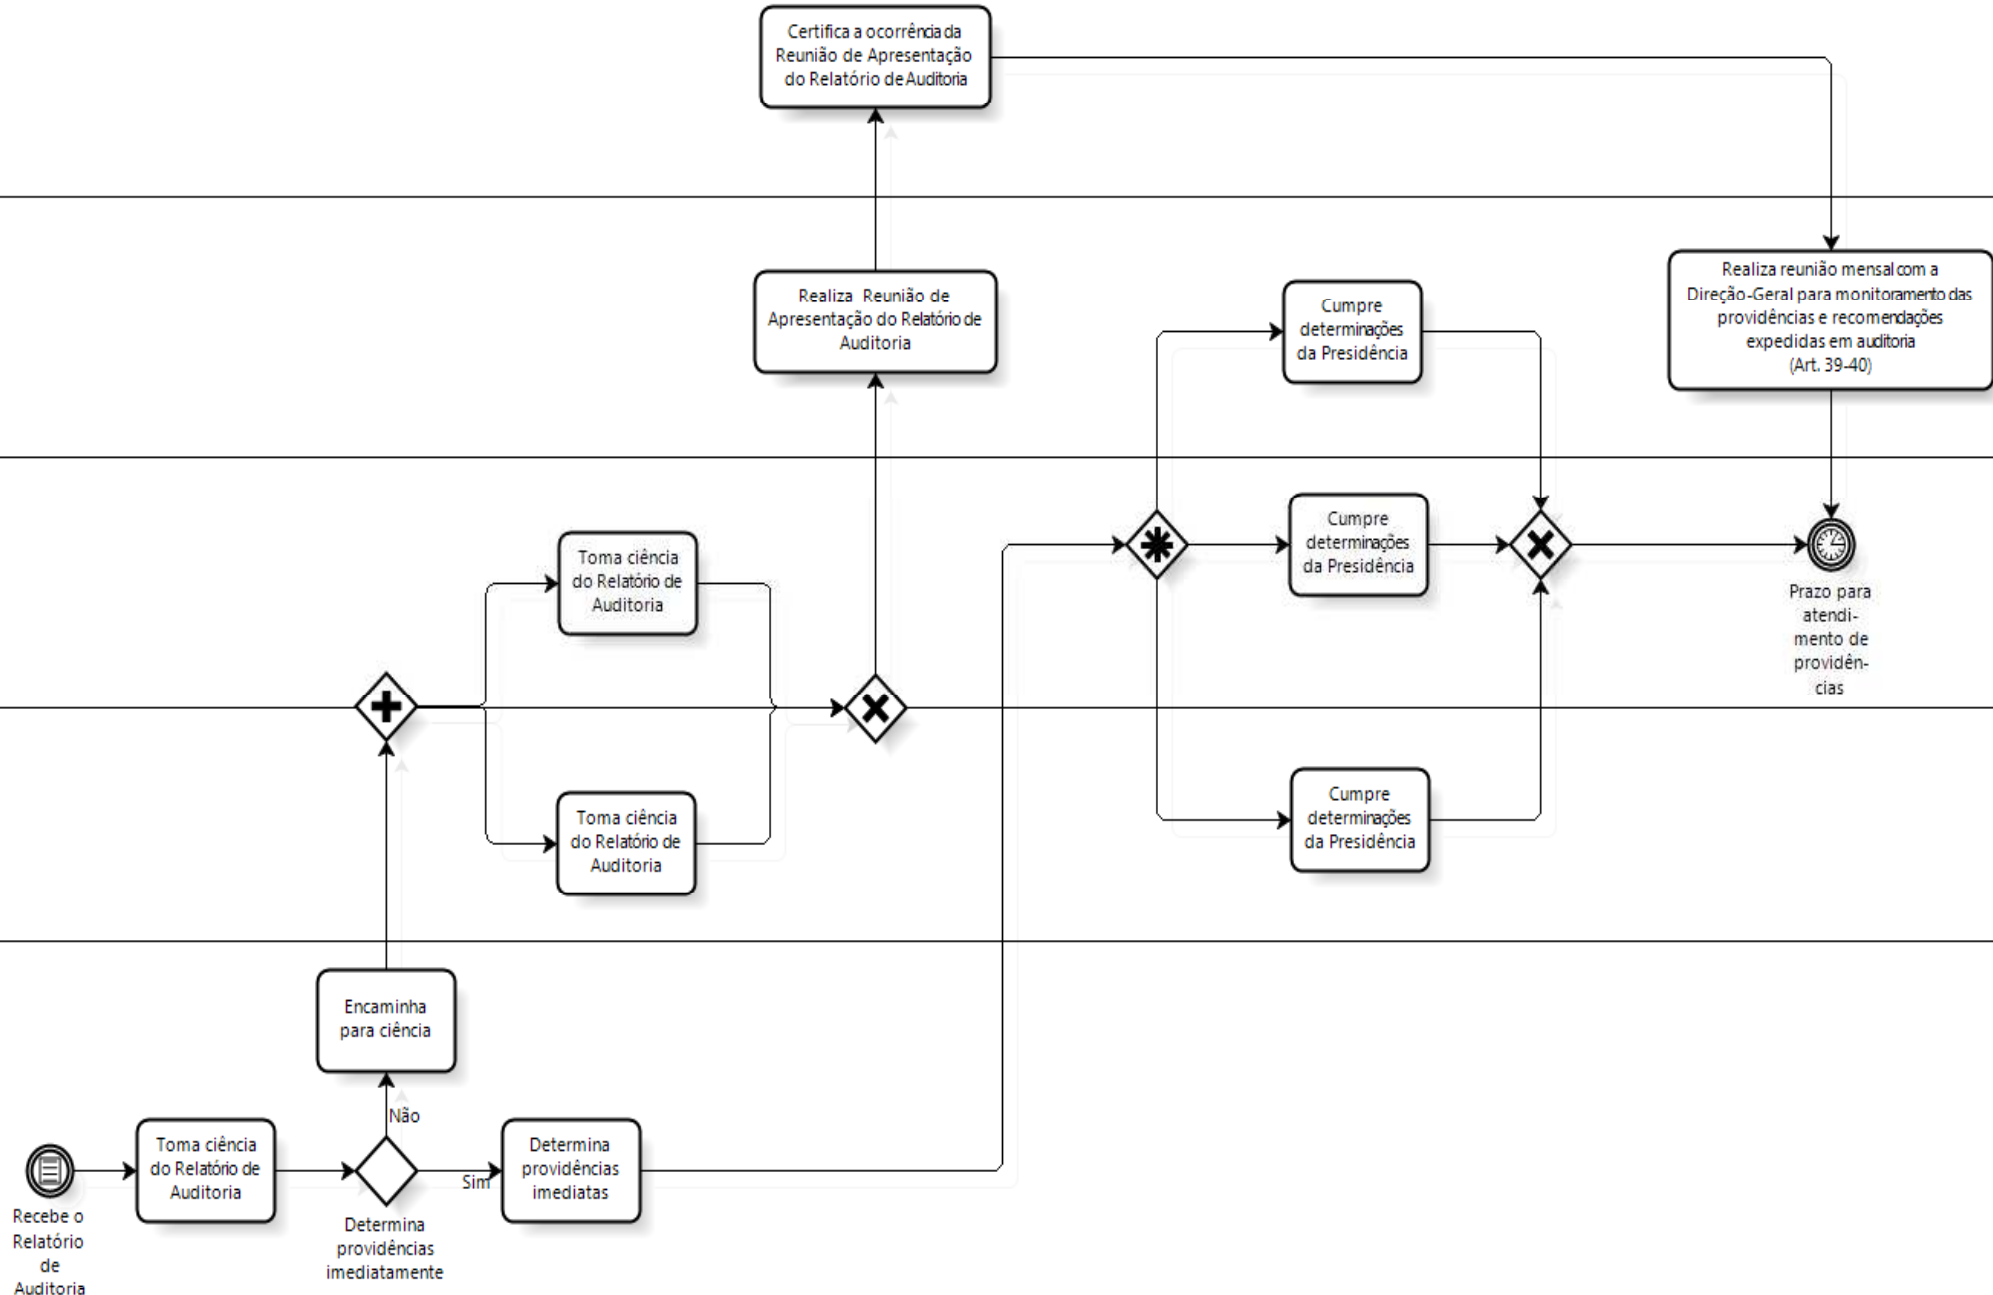 Certifica a ocorrência da
Reunião de Apresentação
do Relatório de Auditoria
Realiza Reunião de
Apresentação do Relatório de
Auditoria
Cumpre
determinações
da Presidência
Realiza reunião mensal com a
Direção-Geral para monitoramento das
providências e recomendações
expedidas em auditoria
(Art. 39-40)
Toma ciência
do Relatório de
Auditoria
Cumpre
determinações
da Presidência
Prazo para
atendi-
mento de
providên-
cias
Toma ciência
do Relatório de
Auditoria
Cumpre
determinações
da Presidência
Encaminha
para ciência
Não
Toma ciência
do Relatório de
Auditoria
Sim
Determina
providências
imediatas
Recebe o
Relatório
de
Auditoria
Determina
providências
imediatamente